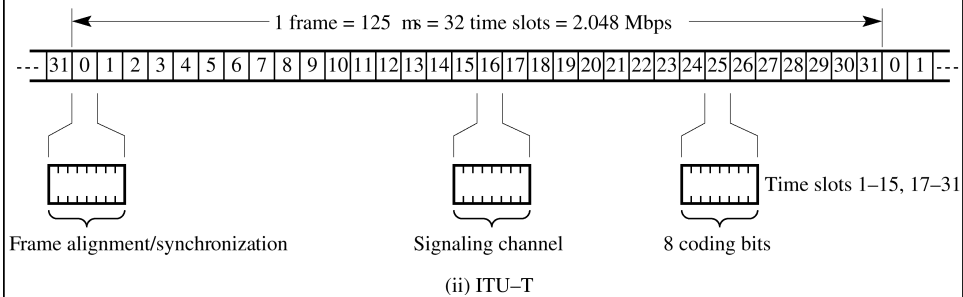 1 frame = 125 ms = 32 time slots = 2.048 Mbps
--- 31 0 1 2 3 4 5 6 7 8 9 10 11 12 13 14 15 16 17 18 19 20 21 22 23 24 25 26 27 28 29 30 31 0 1 ---
Time slots 1–15, 17–31
Frame alignment/synchronization Signaling channel 8 coding bits
(ii) ITU–T